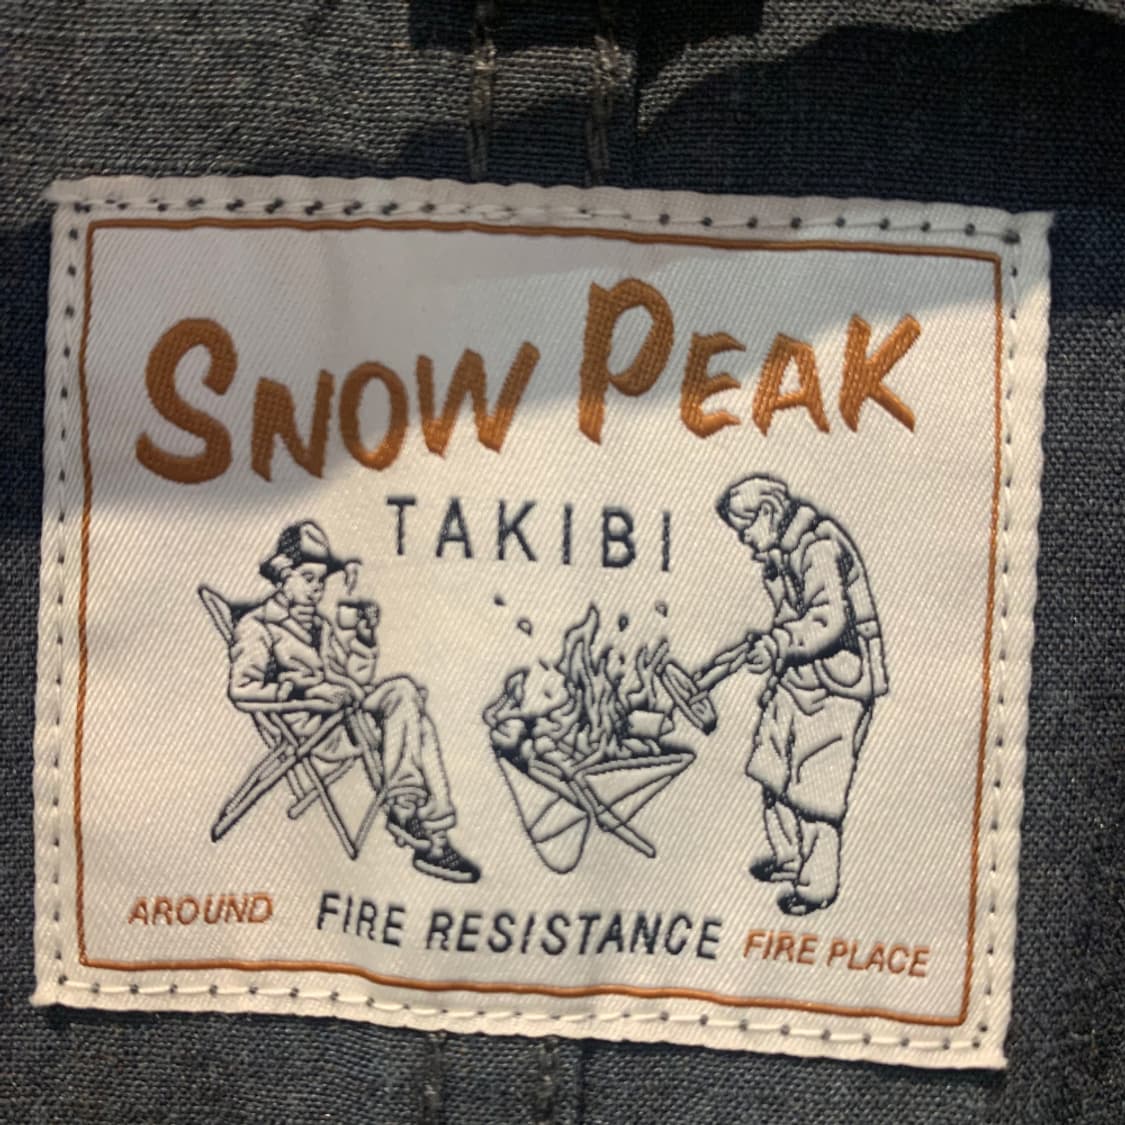 SNOW PEAK
TAKIBI
AROUND FIRE RESISTANCE FIRE PLACE